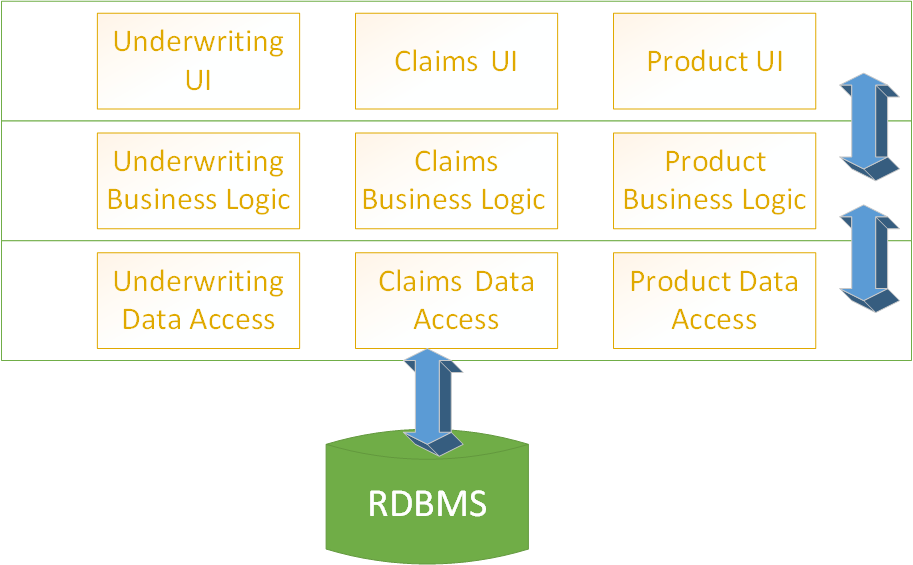 Underwriting
UI
Claims UI
Product UI
Underwriting
Business Logic
Claims
Business Logic
Product
Business Logic
Underwriting
Data Access
Claims Data
Access
Product Data
Access
RDBMS